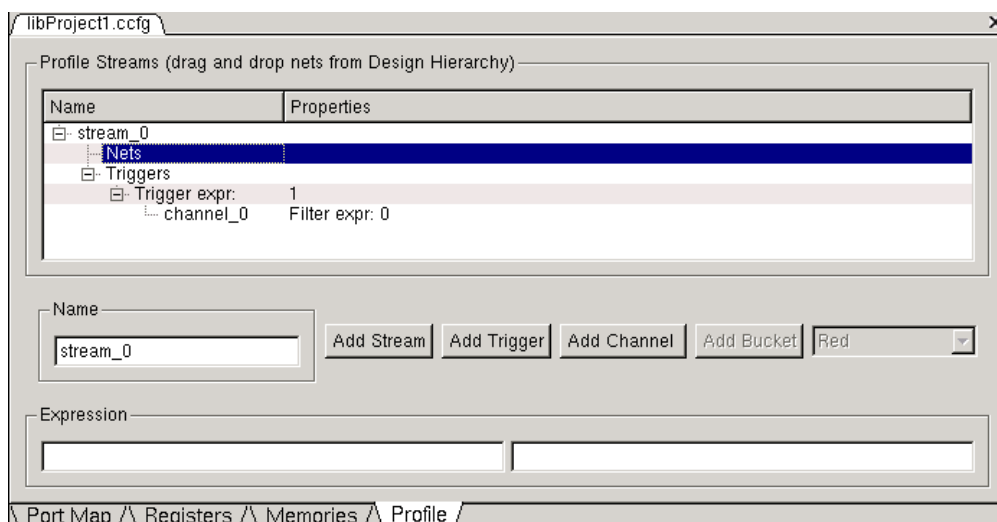 libProject1.ccfg
Profile Streams (drag and drop nets from Design Hierarchy)
Name Properties
stream_0
Nets
Triggers
Trigger expr: 1
channel_0 Filter expr: 0
Name
stream_0 Add Stream Add Trigger Add Channel Add Bucket Red
Expression
Port Map Registers Memories Profile